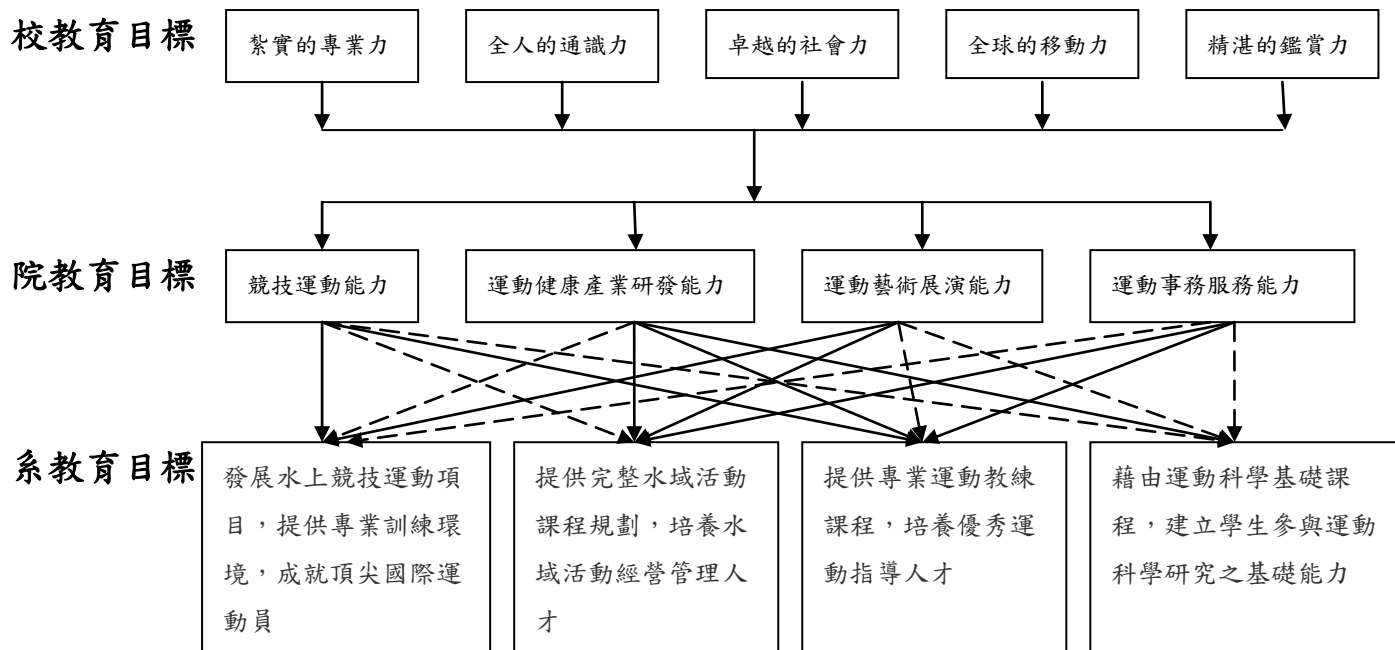 校教育目標
紮實的專業力
全人的通識力
卓越的社會力
全球的移動力
精湛的鑑賞力
院教育目標
競技運動能力
運動健康產業研發能力
運動藝術展演能力
運動事務服務能力
系教育目標
發展水上競技運動項
目，提供專業訓練環
境，成就頂尖國際運
動員
提供完整水域活動
課程規劃，培養水
域活動經營管理人
才
提供專業運動教練
課程，培養優秀運
動指導人才
藉由運動科學基礎課
程，建立學生參與運動
科學研究之基礎能力